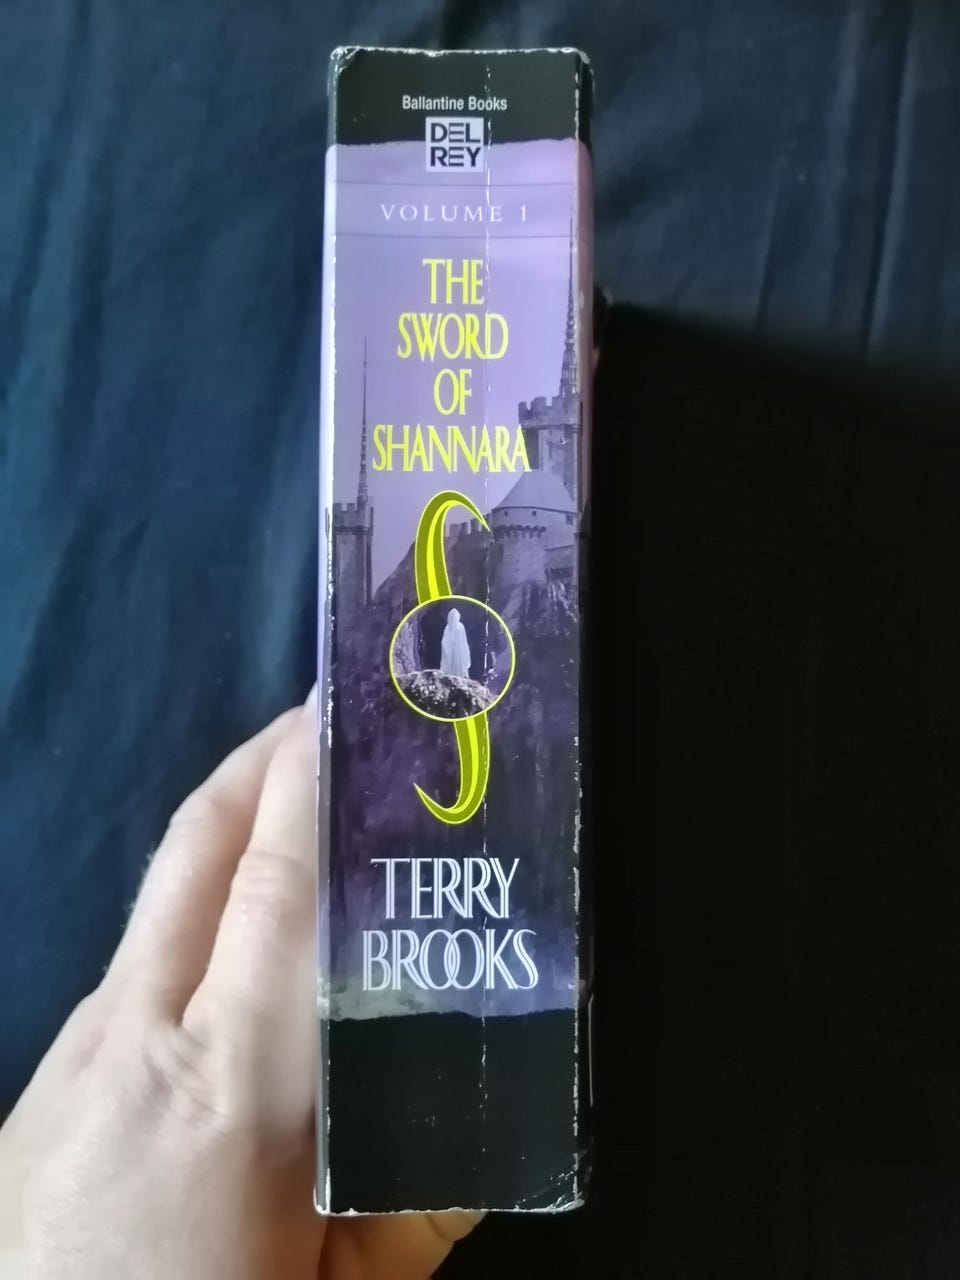 Ballantine Books
DEL
REY
VOLUME 1
THE
SWORD
OF
SHANNARA
TERRY
BROOKS